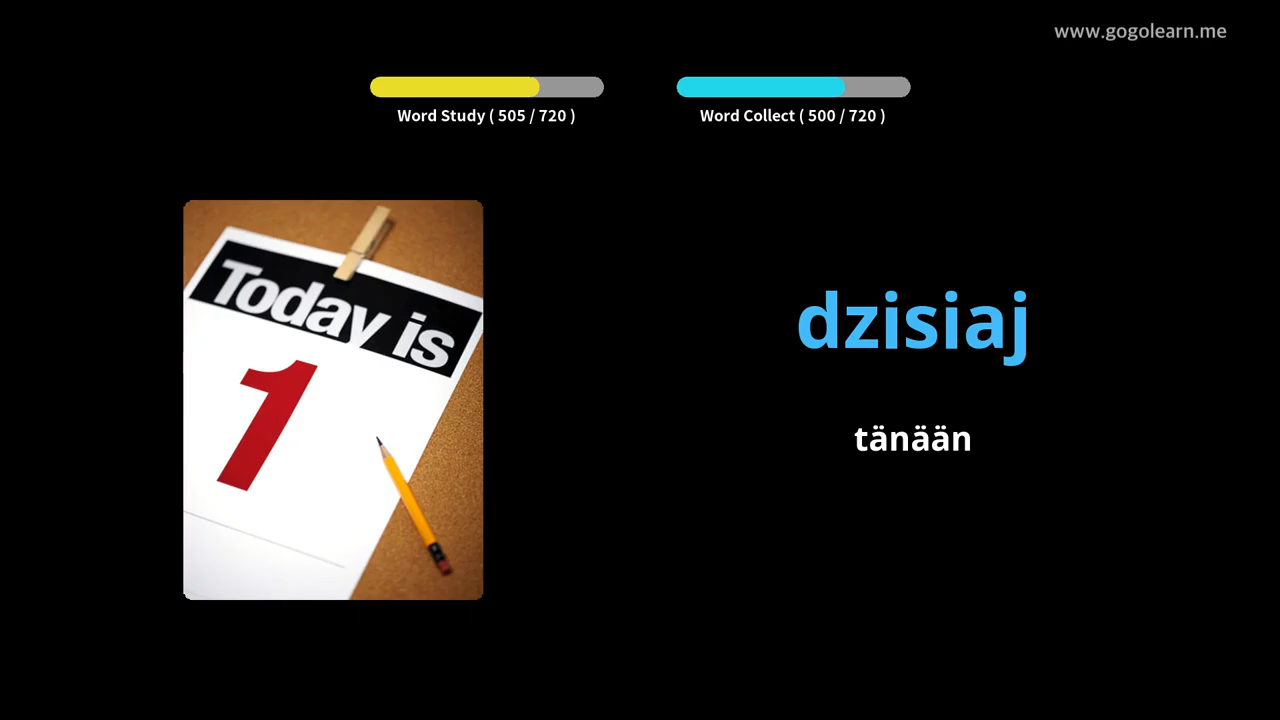 www.gogolearn.me
Word Study ( 505 / 720 )
Word Collect ( 500 / 720 )
Today is
1
dzisiaj
tänään